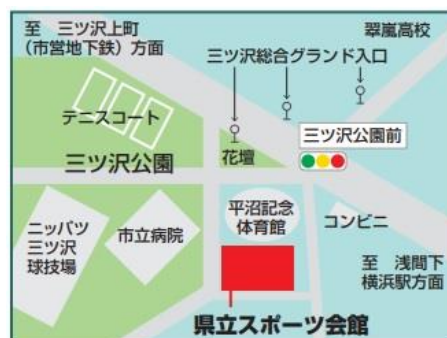 至 三ツ沢上町
(市営地下鉄)方面
翠嵐高校
三ツ沢総合グランド入口
テニスコート
三ツ沢公園前
三ツ沢公園
花壇
ニッパツ
三ツ沢
球技場
市立病院
平沼記念
体育館
コンビニ
至 浅間下
横浜駅方面
県立スポーツ会館